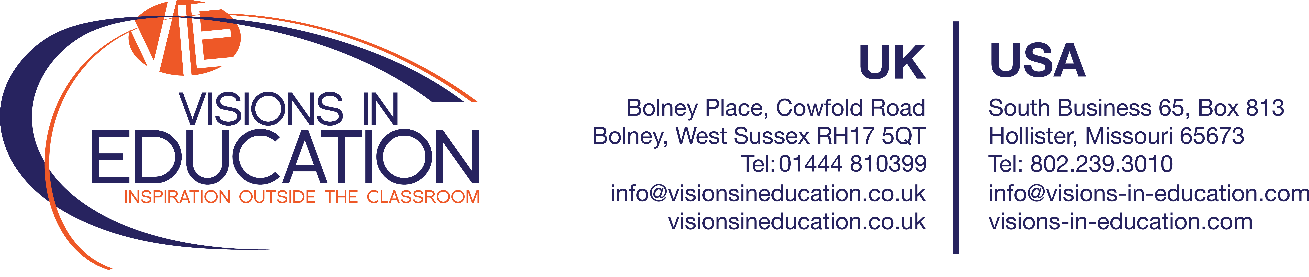 VIE
VISIONS IN
EDUCATION
INSPIRATION OUTSIDE THE CLASSROOM
UK
Bolney Place, Cowfold Road
Bolney, West Sussex RH17 5QT
Tel: 01444 810399
info@visionsineducation.co.uk
visionsineducation.co.uk
USA
South Business 65, Box 813
Hollister, Missouri 65673
Tel: 802.239.3010
info@visions-in-education.com
visions-in-education.com